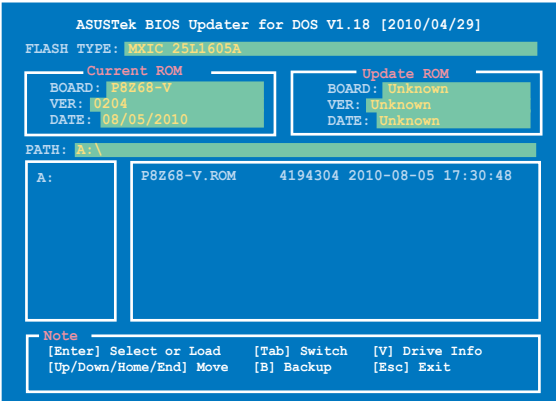 ASUSTek BIOS Updater for DOS V1.18 [2010/04/29]
FLASH TYPE: MXIC 25L1605A
Current ROM
BOARD: P8Z68-V
VER: 0204
DATE: 08/05/2010
Update ROM
BOARD: Unknown
VER: Unknown
DATE: Unknown
PATH: A:\
A:
P8Z68-V.ROM 4194304 2010-08-05 17:30:48
Note
[Enter] Select or Load [Tab] Switch [V] Drive Info
[Up/Down/Home/End] Move [B] Backup [Esc] Exit